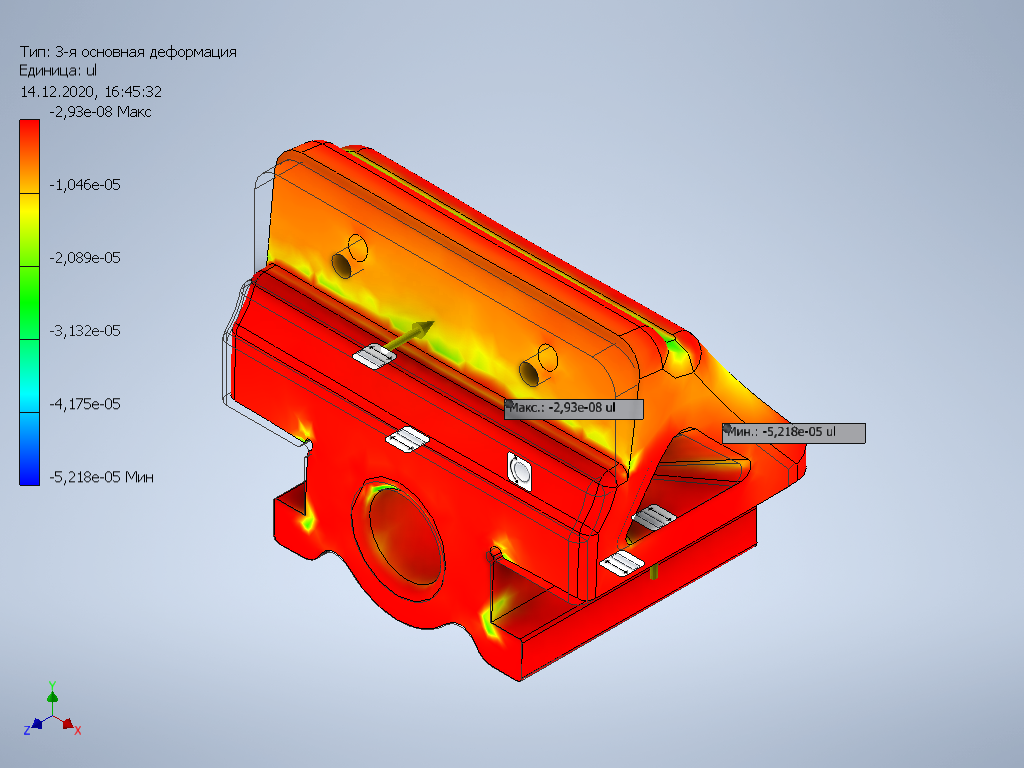 Тип: 3-я основная деформация
Единица: ul
14.12.2020, 16:45:32
-2,93e-08 Макс
-1,046e-05
-2,089e-05
-3,132e-05
-4,175e-05
-5,218e-05 Мин
Макс.: -2,93e-08 ul
Мин.: -5,218e-05 ul
Y
Z
X